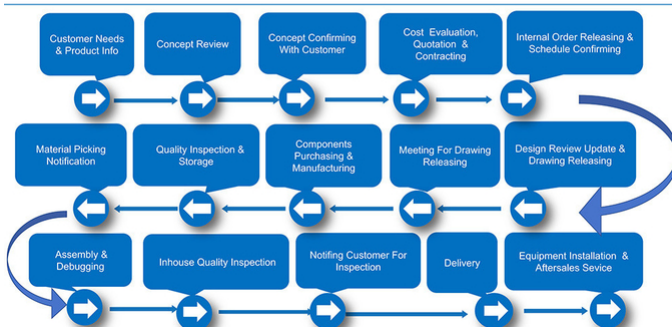 Customer Needs
& Product Info
Concept Review
Concept Confirming
With Customer
Cost Evaluation,
Quotation &
Contracting
Internal Order Releasing &
Schedule Confirming
Material Picking
Notification
Quality Inspection &
Storage
Components
Purchasing &
Manufacturing
Meeting For Drawing
Releasing
Design Review Update &
Drawing Releasing
Assembly &
Debugging
Inhouse Quality Inspection
Notifing Customer For
Inspection
Delivery
Equipment Installation &
Aftersales Sevice